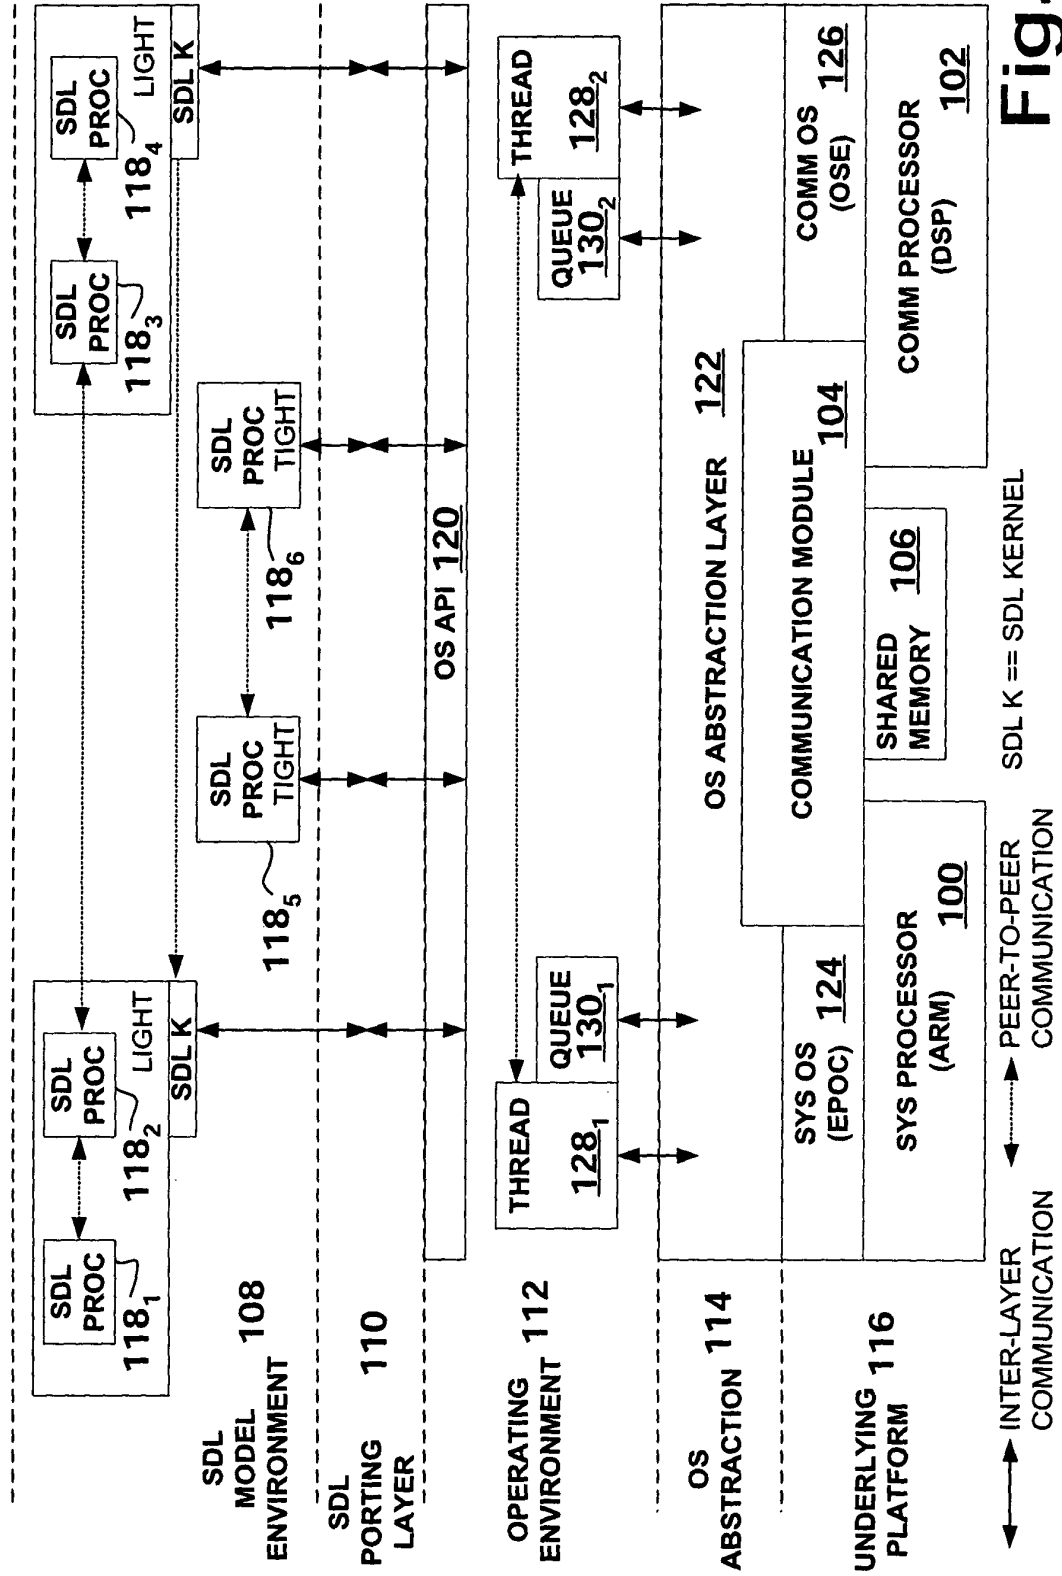 SDL
PROC
118₁
SDL
PROC
118₂
LIGHT
SDL K
SDL
PROC
118₃
SDL
PROC
118₄
LIGHT
SDL K
SDL
MODEL 108
ENVIRONMENT
SDL
PROC
TIGHT
118₅
SDL
PROC
TIGHT
118₆
SDL
PORTING 110
LAYER
OS API 120
OPERATING
ENVIRONMENT 112
THREAD
128₁
QUEUE
130₁
QUEUE
130₂
THREAD
128₂
OS
ABSTRACTION 114
OS ABSTRACTION LAYER 122
UNDERLYING
PLATFORM 116
SYS OS
(EPOC) 124
COMMUNICATION MODULE
104
COMM OS
(OSE) 126
SYS PROCESSOR
(ARM) 100
SHARED
MEMORY 106
COMM PROCESSOR
(DSP) 102
INTER-LAYER
COMMUNICATION
PEER-TO-PEER
COMMUNICATION
SDL K == SDL KERNEL
Fig.